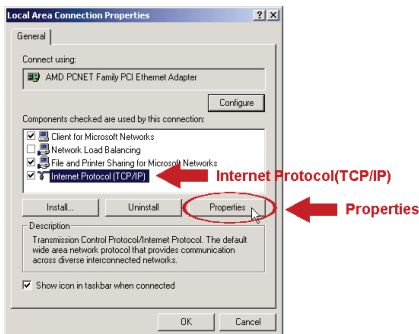 Local Area Connection Properties
General
Connect using:
AMD PCNET Family PCI Ethernet Adapter
Configure
Components checked are used by this connection:
Client for Microsoft Networks
Network Load Balancing
File and Printer Sharing for Microsoft Networks
Internet Protocol (TCP/IP)
Internet Protocol(TCP/IP)
Install...
Uninstall
Properties
Properties
Description
Transmission Control Protocol/Internet Protocol. The default
wide area network protocol that provides communication
across diverse interconnected networks.
Show icon in taskbar when connected
OK
Cancel